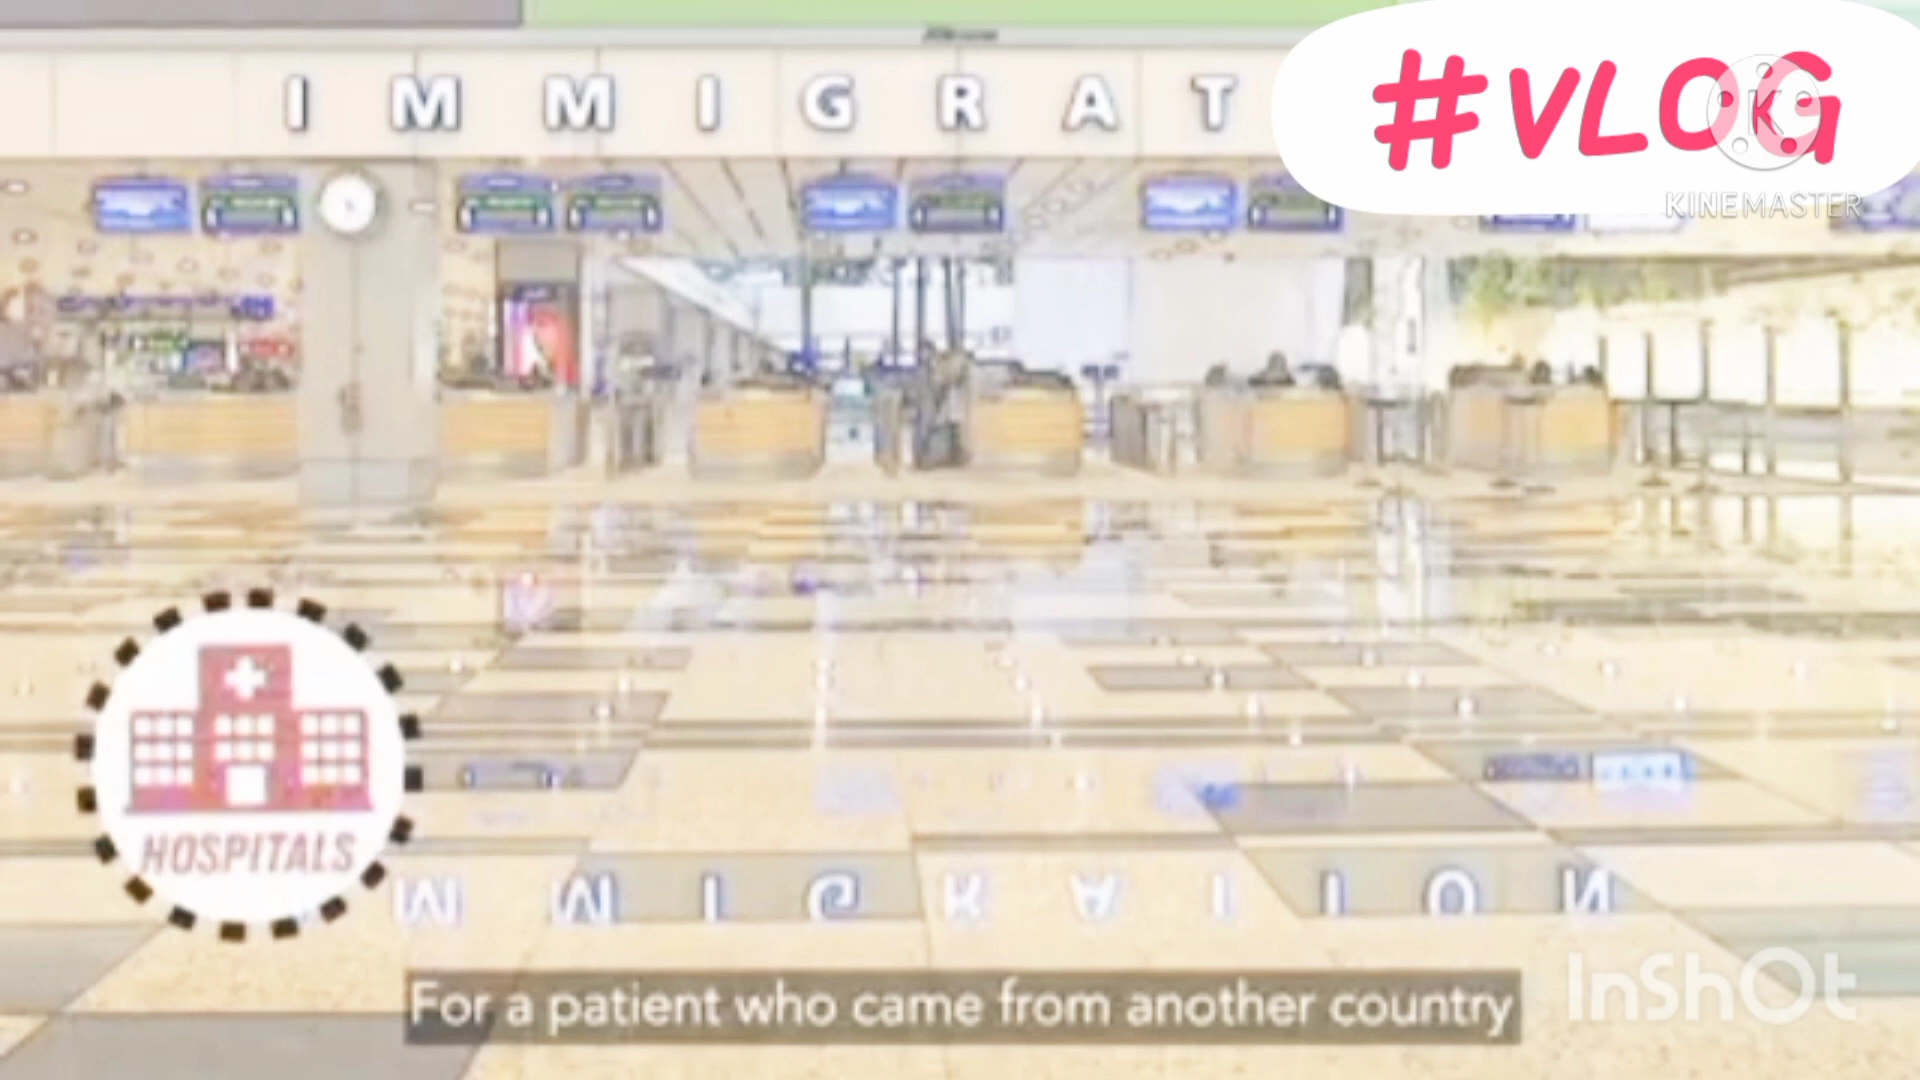 IMMIGRAT
#VLOG
K
KINEMASTER
HOSPITALS
For a patient who came from another country
InShOt